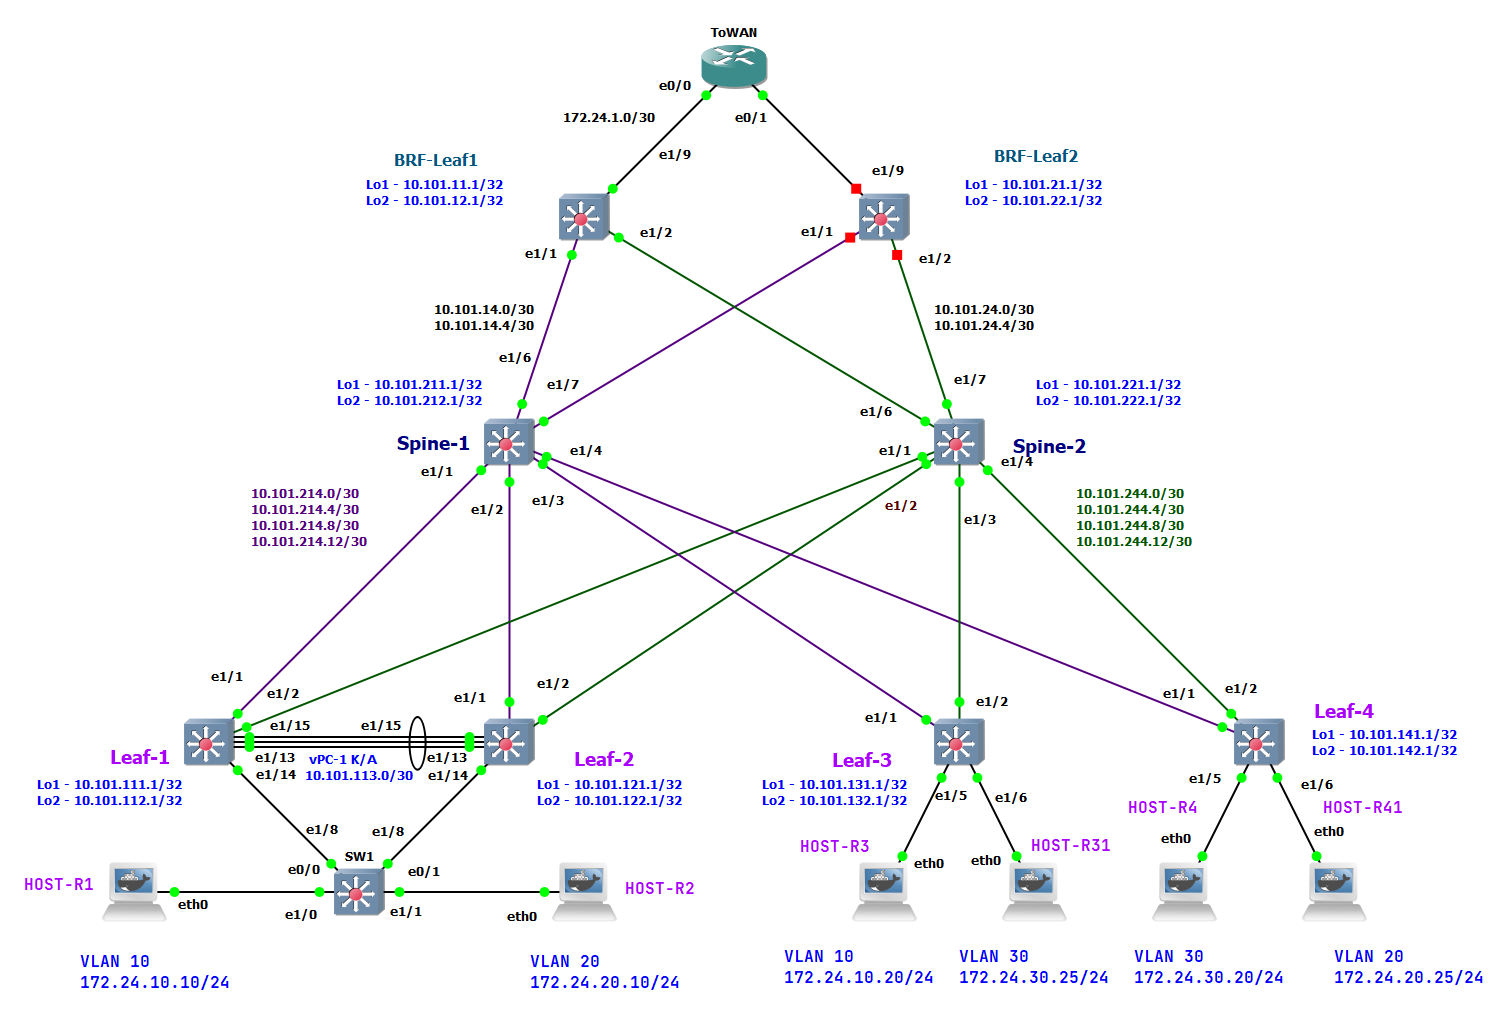 ToWAN
e0/0
172.24.1.0/30
e0/1
e1/9
BRF-Leaf1
Lo1 - 10.101.11.1/32
Lo2 - 10.101.12.1/32
BRF-Leaf2
e1/9
Lo1 - 10.101.21.1/32
Lo2 - 10.101.22.1/32
e1/1
e1/2
e1/1
e1/2
10.101.14.0/30
10.101.14.4/30
10.101.24.0/30
10.101.24.4/30
e1/6
e1/7
e1/7
e1/6
Lo1 - 10.101.211.1/32
Lo2 - 10.101.212.1/32
Lo1 - 10.101.221.1/32
Lo2 - 10.101.222.1/32
Spine-1
Spine-2
e1/1
e1/2
e1/3
e1/4
e1/1
e1/2
e1/3
e1/4
10.101.214.0/30
10.101.214.4/30
10.101.214.8/30
10.101.214.12/30
10.101.244.0/30
10.101.244.4/30
10.101.244.8/30
10.101.244.12/30
e1/1
e1/2
e1/1
e1/2
e1/1
e1/2
e1/1
e1/2
e1/15
e1/15
e1/13
vPC-1 K/A
e1/13
e1/14
10.101.113.0/30
e1/14
Leaf-1
Lo1 - 10.101.111.1/32
Lo2 - 10.101.112.1/32
Leaf-2
Lo1 - 10.101.121.1/32
Lo2 - 10.101.122.1/32
Leaf-3
Lo1 - 10.101.131.1/32
Lo2 - 10.101.132.1/32
Leaf-4
Lo1 - 10.101.141.1/32
Lo2 - 10.101.142.1/32
e1/5
e1/6
e1/5
e1/6
e1/8
e1/8
SW1
e0/0
e0/1
e1/0
e1/1
HOST-R1
eth0
HOST-R2
eth0
HOST-R3
eth0
HOST-R31
eth0
HOST-R4
eth0
HOST-R41
eth0
VLAN 10
172.24.10.10/24
VLAN 20
172.24.20.10/24
VLAN 10
172.24.10.20/24
VLAN 30
172.24.30.25/24
VLAN 30
172.24.30.20/24
VLAN 20
172.24.20.25/24